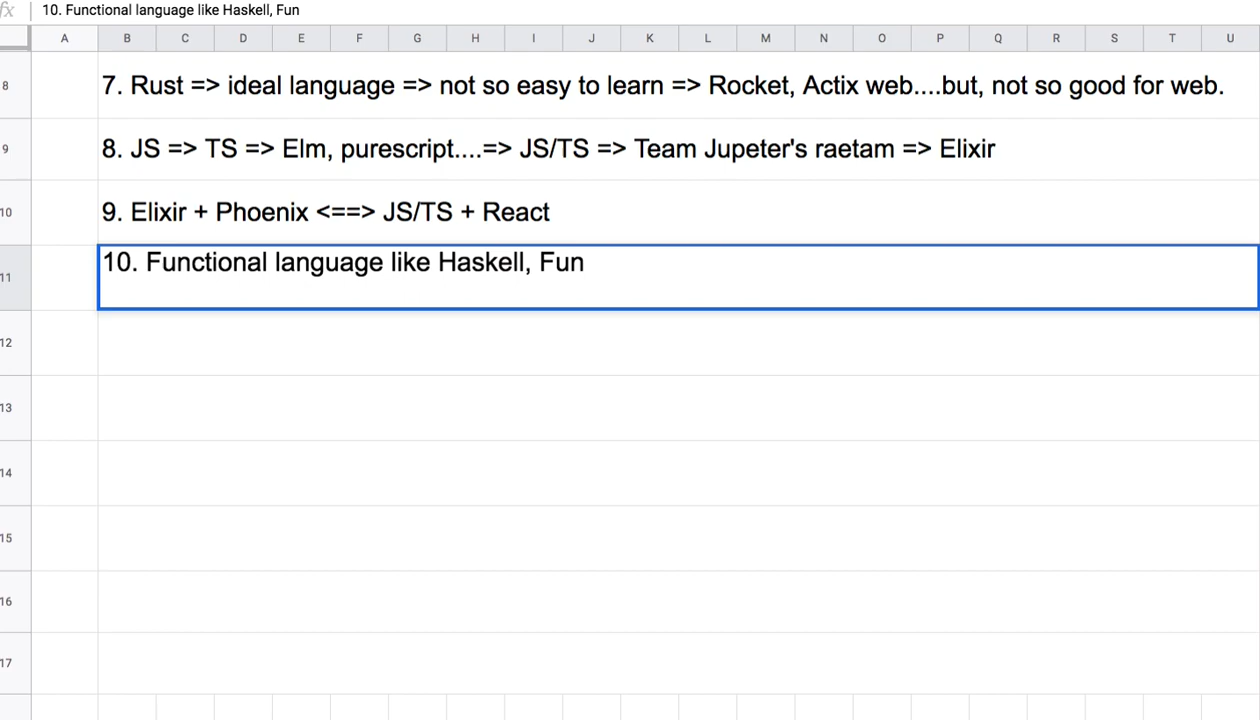 fx 10. Functional language like Haskell, Fun
A B C D E F G H I J K L M N O P Q R S T U
8 7. Rust => ideal language => not so easy to learn => Rocket, Actix web....but, not so good for web.
9 8. JS => TS => Elm, purescript....=> JS/TS => Team Jupeter's raetam => Elixir
10 9. Elixir + Phoenix <==> JS/TS + React
11 10. Functional language like Haskell, Fun
12
13
14
15
16
17